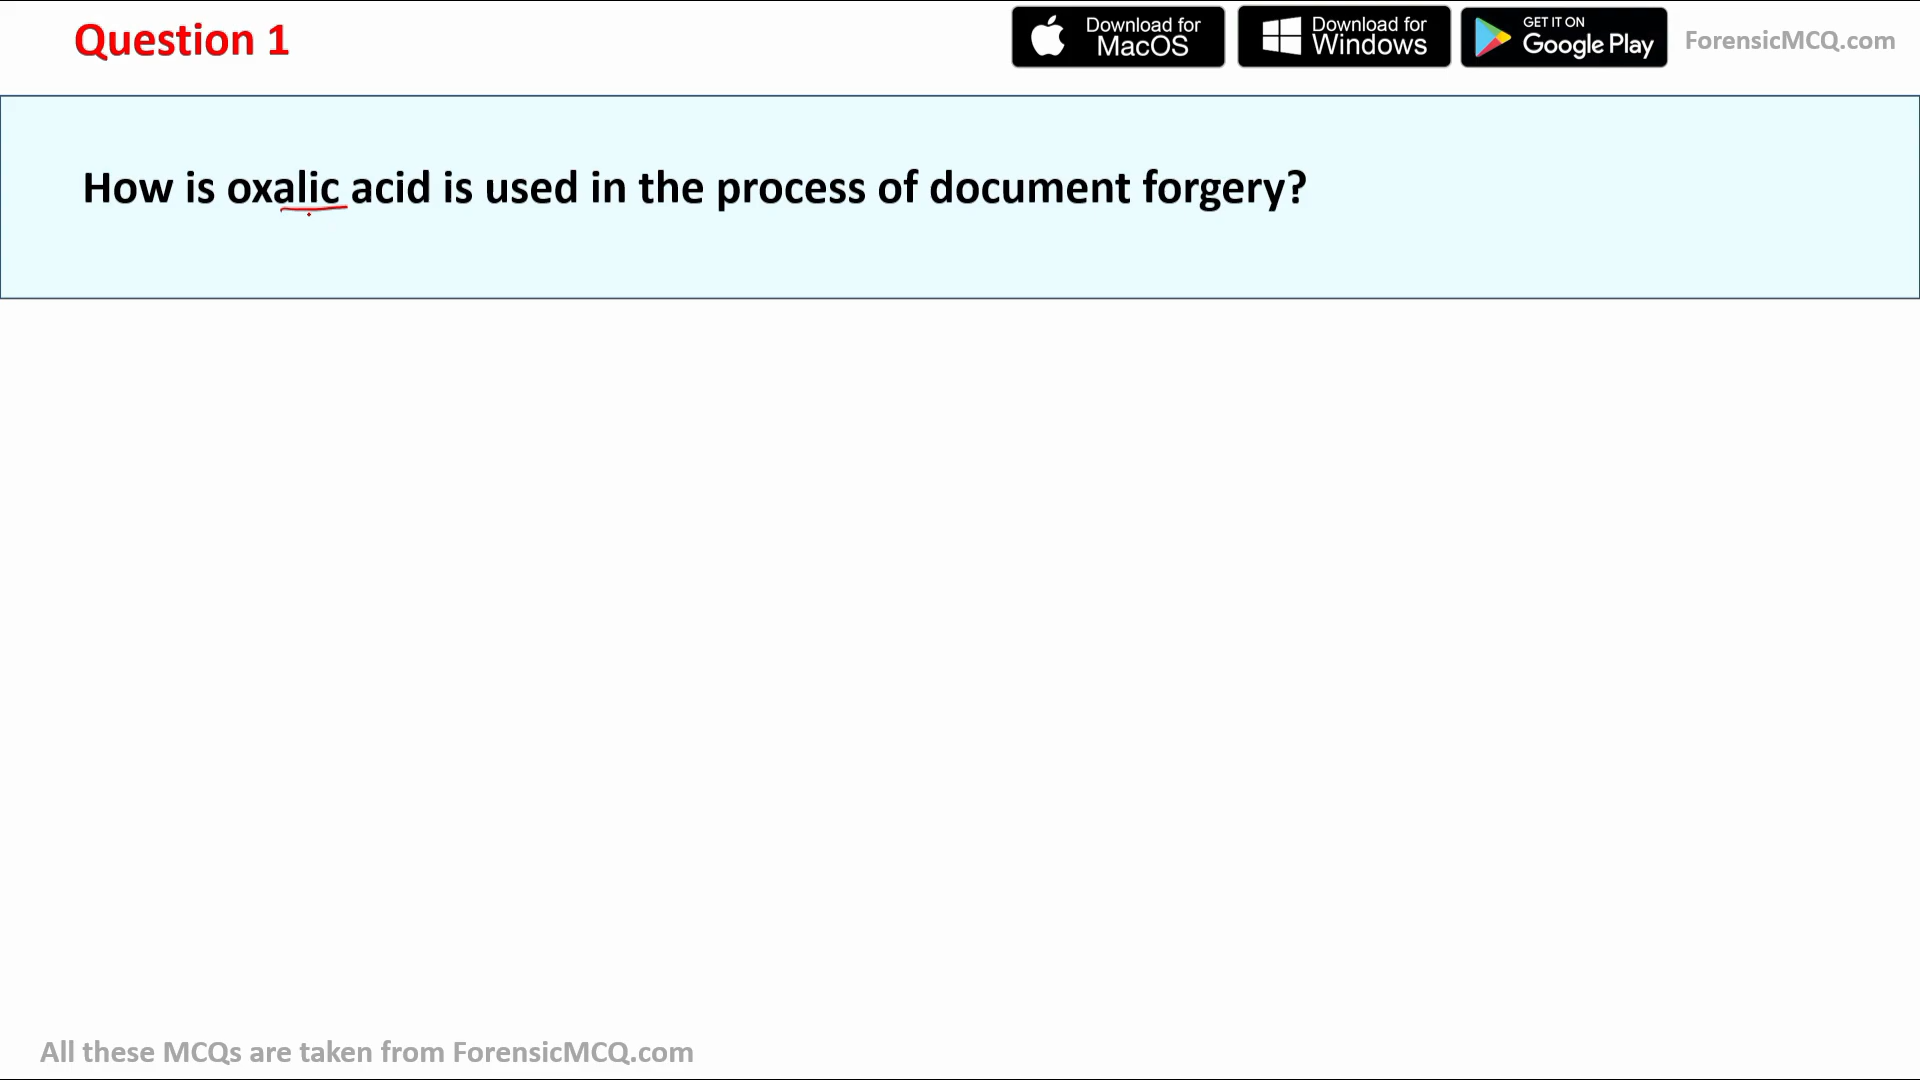 Question 1
Download for
MacOS
Download for
Windows
GET IT ON
Google Play
ForensicMCQ.com
How is oxalic acid is used in the process of document forgery?
All these MCQs are taken from ForensicMCQ.com